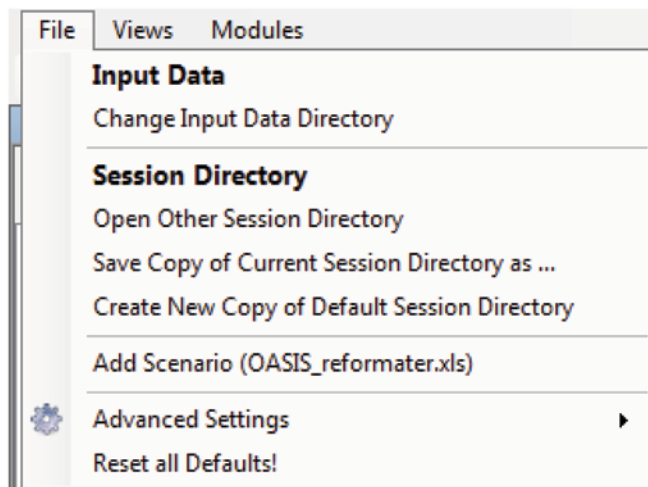 File Views Modules
Input Data
Change Input Data Directory
Session Directory
Open Other Session Directory
Save Copy of Current Session Directory as ...
Create New Copy of Default Session Directory
Add Scenario (OASIS_reformater.xls)
Advanced Settings
Reset all Defaults!